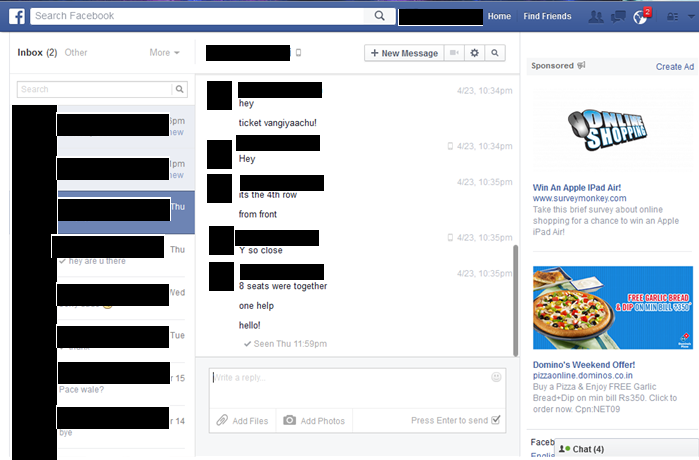 f
Search Facebook
Home
Find Friends
2
Inbox (2)
Other
More
+ New Message
Search
pm
new
pm
new
Thu
Thu
hey are u there
Wed
Tue
15
Pace wale?
14
bye
4/23, 10:34pm
hey
ticket vangiyaachu!
4/23, 10:34pm
Hey
4/23, 10:35pm
its the 4th row
from front
4/23, 10:35pm
Y so close
4/23, 10:35pm
8 seats were together
one help
hello!
Seen Thu 11:59pm
Write a reply...
Add Files
Add Photos
Press Enter to send
Sponsored
Create Ad
ONLINE
SHOPPING
Win An Apple IPad Air!
www.surveymonkey.com
Take this brief survey about online
shopping for a chance to win an Apple
iPad Air!
FREE GARLIC BREAD
& DIP ON MIN BILL $350*
Domino's Weekend Offer!
pizzaonline.dominos.co.in
Buy a Pizza & Enjoy FREE Garlic
Bread+Dip on min bill Rs350. Click to
order now. Cpn:NET09
Faceb
English
Chat (4)